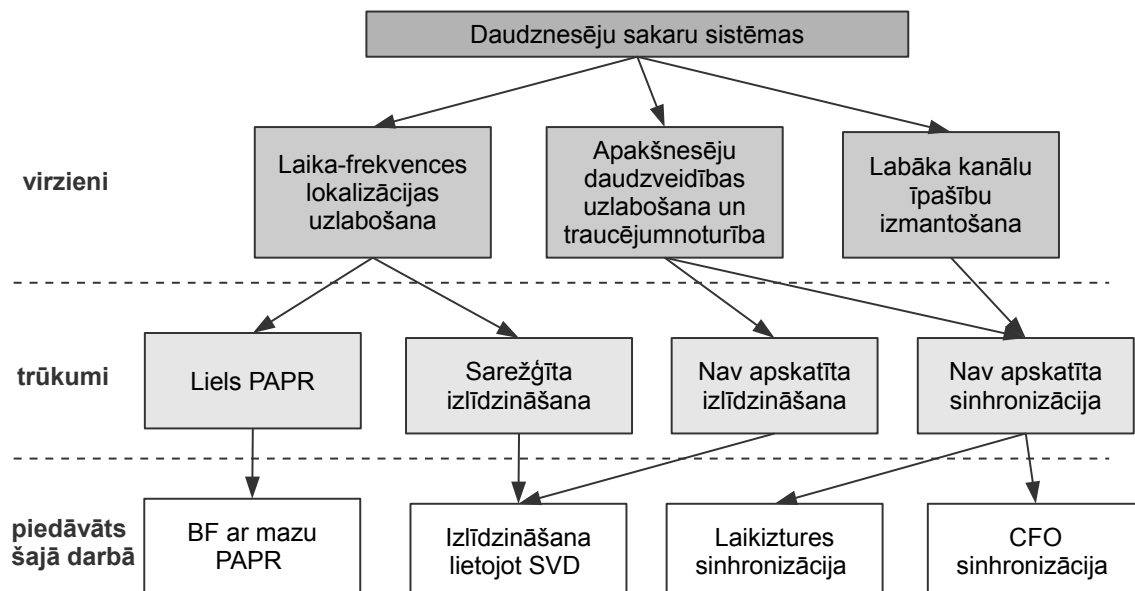 Daudznesēju sakaru sistēmas
virzieni
Laika-frekvences
lokalizācijas
uzlabošana
Apakšnesēju
daudzveidības
uzlabošana un
traucējumnoturība
Labāka kanālu
īpašību
izmantošana
trūkumi
Liels PAPR
Sarežģīta
izlīdzināšana
Nav apskatīta
izlīdzināšana
Nav apskatīta
sinhronizācija
piedāvāts
šajā darbā
BF ar mazu
PAPR
Izlīdzināšana
lietojot SVD
Laikiztures
sinhronizācija
CFO
sinhronizācija